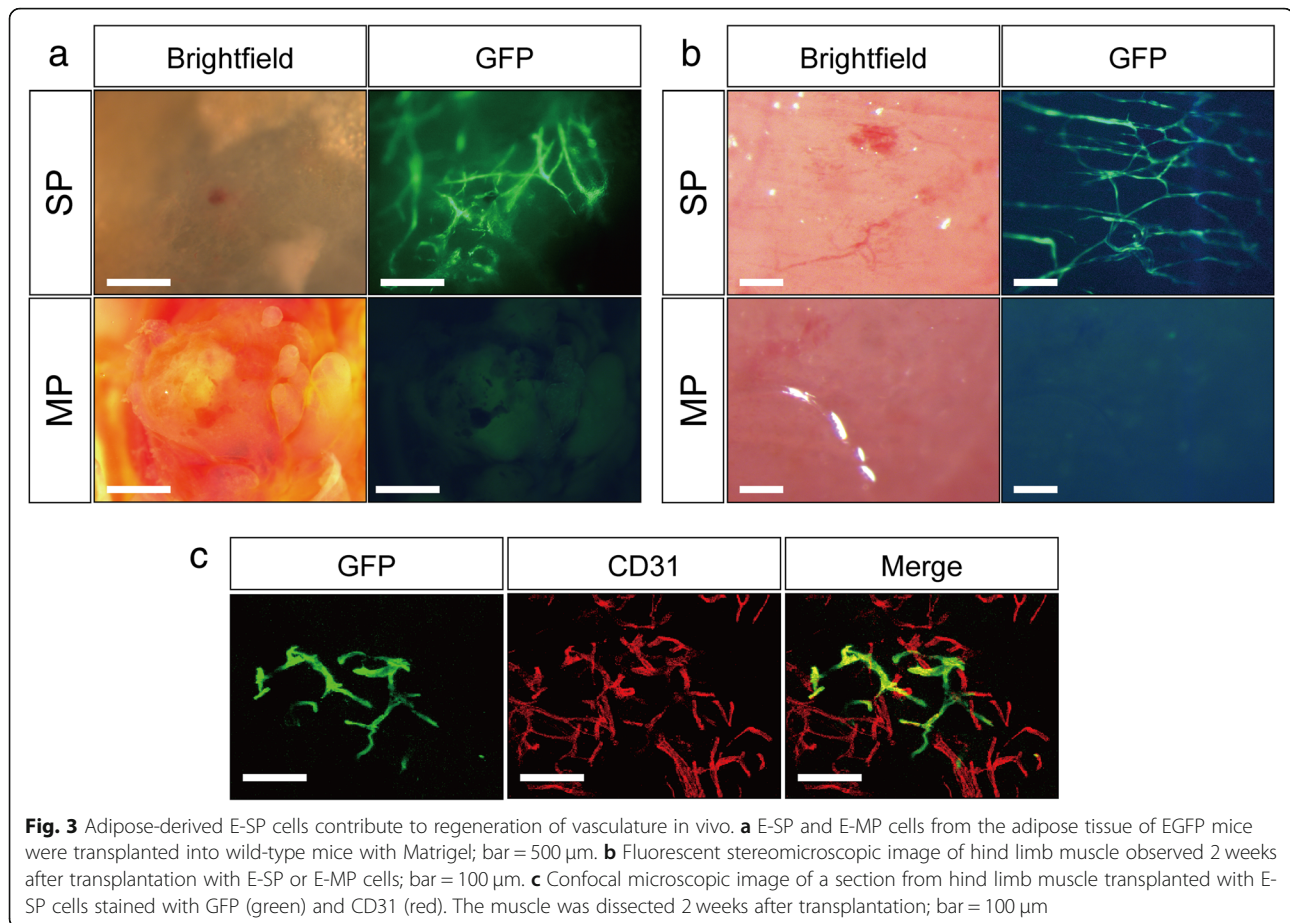 a
Brightfield GFP
SP
MP
b
Brightfield GFP
SP
MP
c
GFP CD31 Merge
Fig. 3 Adipose-derived E-SP cells contribute to regeneration of vasculature in vivo. a E-SP and E-MP cells from the adipose tissue of EGFP mice
were transplanted into wild-type mice with Matrigel; bar = 500 μm. b Fluorescent stereomicroscopic image of hind limb muscle observed 2 weeks
after transplantation with E-SP or E-MP cells; bar = 100 μm. c Confocal microscopic image of a section from hind limb muscle transplanted with E-
SP cells stained with GFP (green) and CD31 (red). The muscle was dissected 2 weeks after transplantation; bar = 100 μm